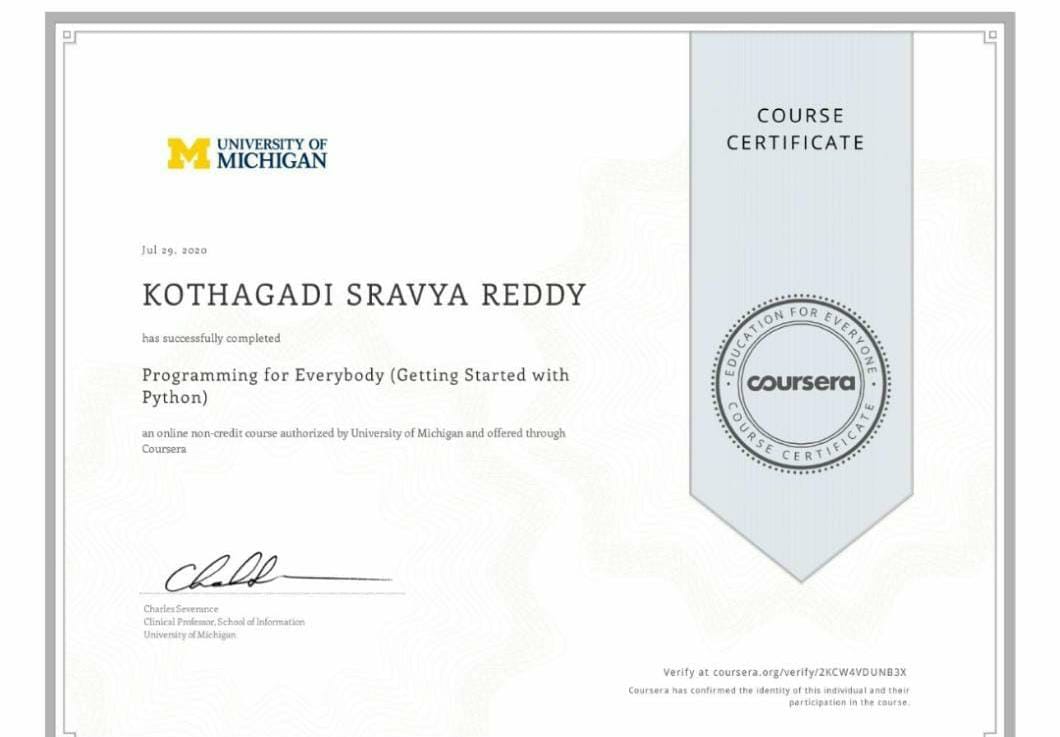 UNIVERSITY OF
MICHIGAN
COURSE
CERTIFICATE
Jul 29, 2020
KOTHAGADI SRAVYA REDDY
has successfully completed
Programming for Everybody (Getting Started with
Python)
an online non-credit course authorized by University of Michigan and offered through
Coursera
EDUCATION FOR EVERYONE
coursera
COURSE CERTIFICATE
Charles Severance
Clinical Professor, School of Information
University of Michigan
Verify at coursera.org/verify/2KCW4VDUNB3X
Coursera has confirmed the identity of this individual and their
participation in the course.